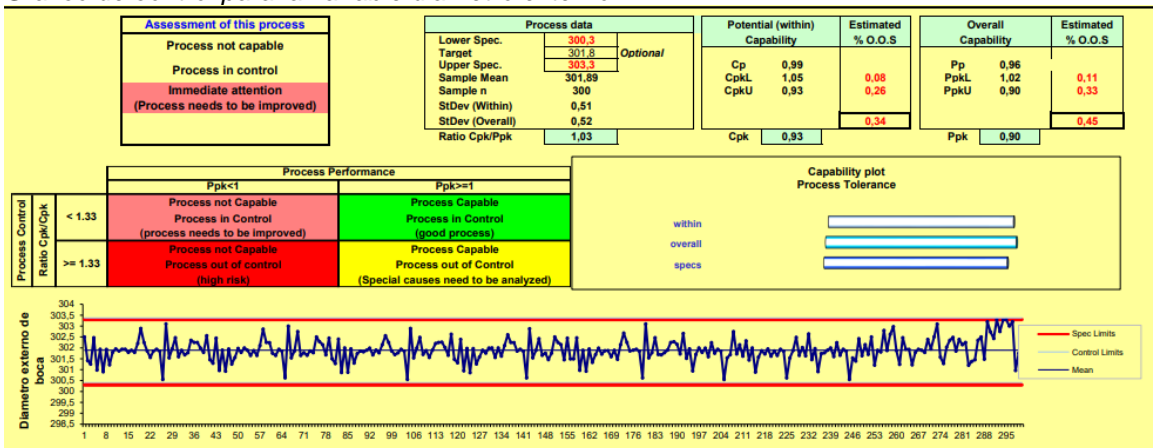 Assessment of this process
Process not capable
Process in control
Immediate attention
(Process needs to be improved)
Process data
Lower Spec. 300,3
Target 301,8 Optional
Upper Spec. 303,3
Sample Mean 301,89
Sample n 300
StDev (Within) 0,51
StDev (Overall) 0,52
Ratio Cpk/Ppk 1,03
Potential (within) Capability
Estimated % O.O.S
Cp 0,99
CpkL 1,05 0,08
CpkU 0,93 0,26
0,34
Cpk 0,93
Overall Capability
Estimated % O.O.S
Pp 0,96
PpkL 1,02 0,11
PpkU 0,90 0,33
0,45
Ppk 0,90
Process Performance
Ppk<1 Ppk>=1
Process Control
Ratio Cpk/Ppk
< 1.33
Process not Capable
Process in Control
(process needs to be improved)
Process Capable
Process in Control
(good process)
>= 1.33
Process not Capable
Process out of control
(high risk)
Process Capable
Process out of Control
(Special causes need to be analyzed)
Capability plot
Process Tolerance
within
overall
specs
Diametro externo de
boca
304
303,5
303
302,5
302
301,5
301
300,5
300
299,5
299
298,5
1 8 15 22 29 36 43 50 57 64 71 78 85 92 99 106 113 120 127 134 141 148 155 162 169 176 183 190 197 204 211 218 225 232 239 246 253 260 267 274 281 288 295
Spec Limits
Control Limits
Mean